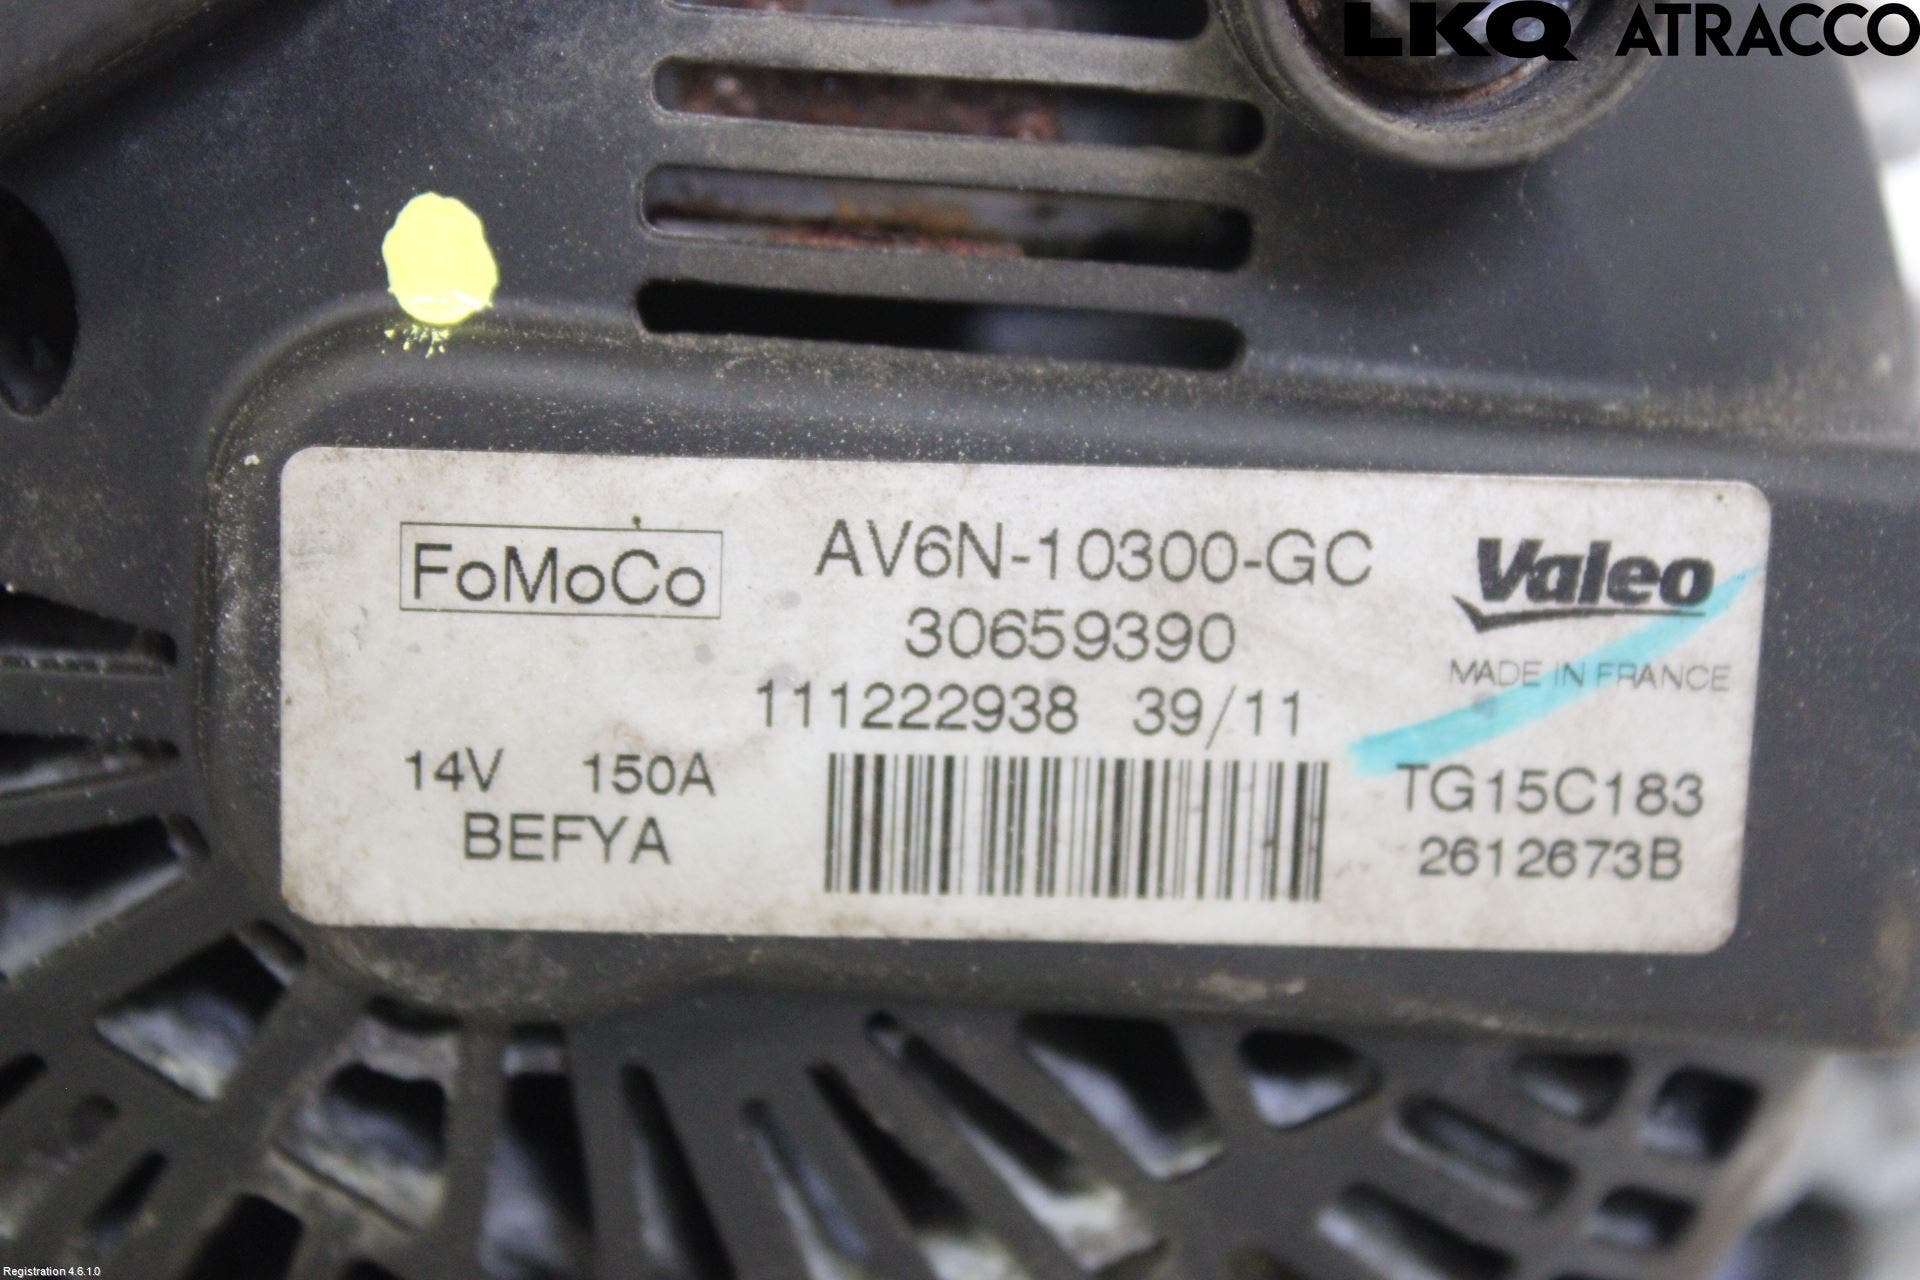 LKQ ATRACCO
FoMoCo
AV6N-10300-GC
30659390
111222938 39/11
14V 150A
BEFYA
Valeo
MADE IN FRANCE
TG15C183
2612673B
Registration 4.6.1.0